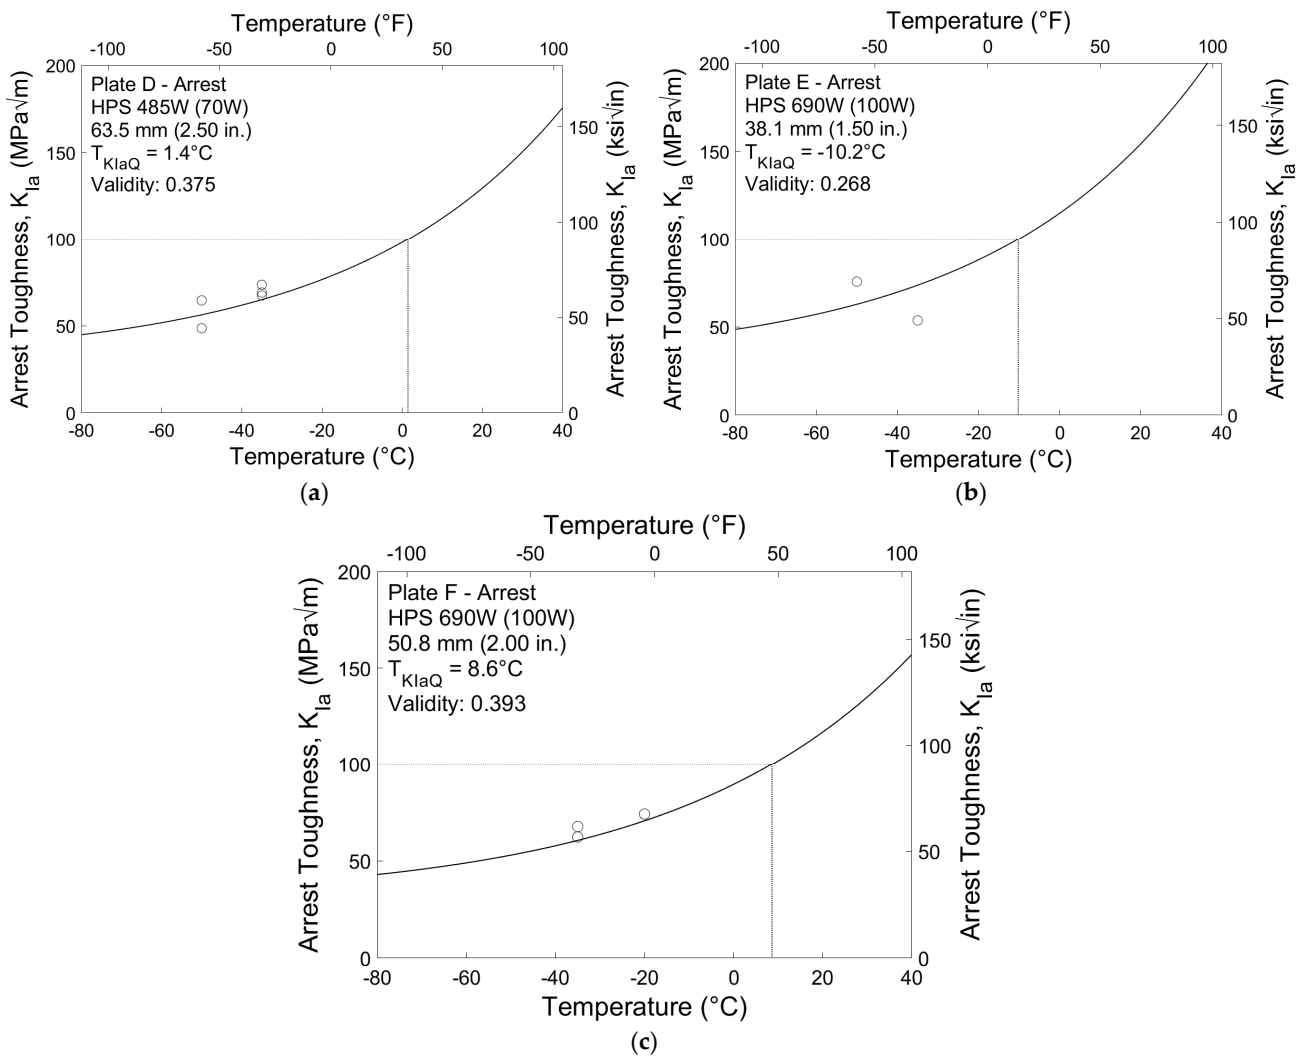 Temperature (°F)
-100 -50 0 50 100
Plate D - Arrest
HPS 485W (70W)
63.5 mm (2.50 in.)
T_KIaQ = 1.4°C
Validity: 0.375
Arrest Toughness, K_Ia (MPa√m)
200
150
100
50
0
Arrest Toughness, K_Ia (ksi√in)
150
100
50
0
-80 -60 -40 -20 0 20 40
Temperature (°C)
(a)
Temperature (°F)
-100 -50 0 50 100
Plate E - Arrest
HPS 690W (100W)
38.1 mm (1.50 in.)
T_KIaQ = -10.2°C
Validity: 0.268
Arrest Toughness, K_Ia (MPa√m)
200
150
100
50
0
Arrest Toughness, K_Ia (ksi√in)
150
100
50
0
-80 -60 -40 -20 0 20 40
Temperature (°C)
(b)
Temperature (°F)
-100 -50 0 50 100
Plate F - Arrest
HPS 690W (100W)
50.8 mm (2.00 in.)
T_KIaQ = 8.6°C
Validity: 0.393
Arrest Toughness, K_Ia (MPa√m)
200
150
100
50
0
Arrest Toughness, K_Ia (ksi√in)
150
100
50
0
-80 -60 -40 -20 0 20 40
Temperature (°C)
(c)